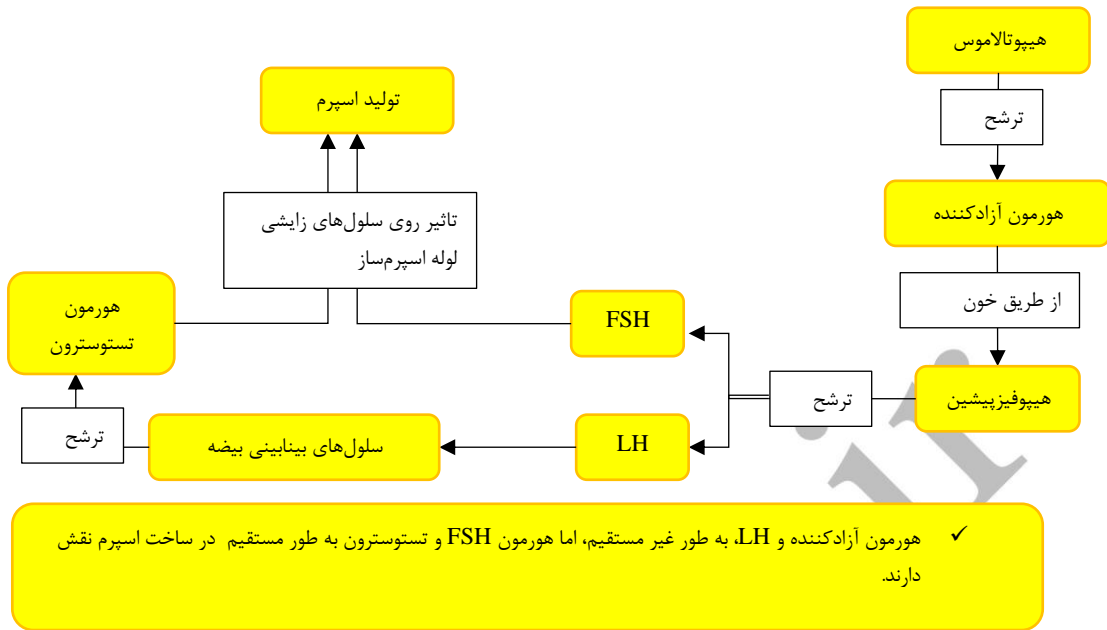 هیپوتالاموس
ترشح
هورمون آزادکننده
از طریق خون
هیپوفیزپیشین
ترشح
FSH
LH
سلول‌های بینابینی بیضه
ترشح
هورمون
تستوسترون
تاثیر روی سلول‌های زایشی
لوله اسپرم‌ساز
تولید اسپرم
✓ هورمون آزادکننده و LH، به طور غیر مستقیم، اما هورمون FSH و تستوسترون به طور مستقیم در ساخت اسپرم نقش
دارند.